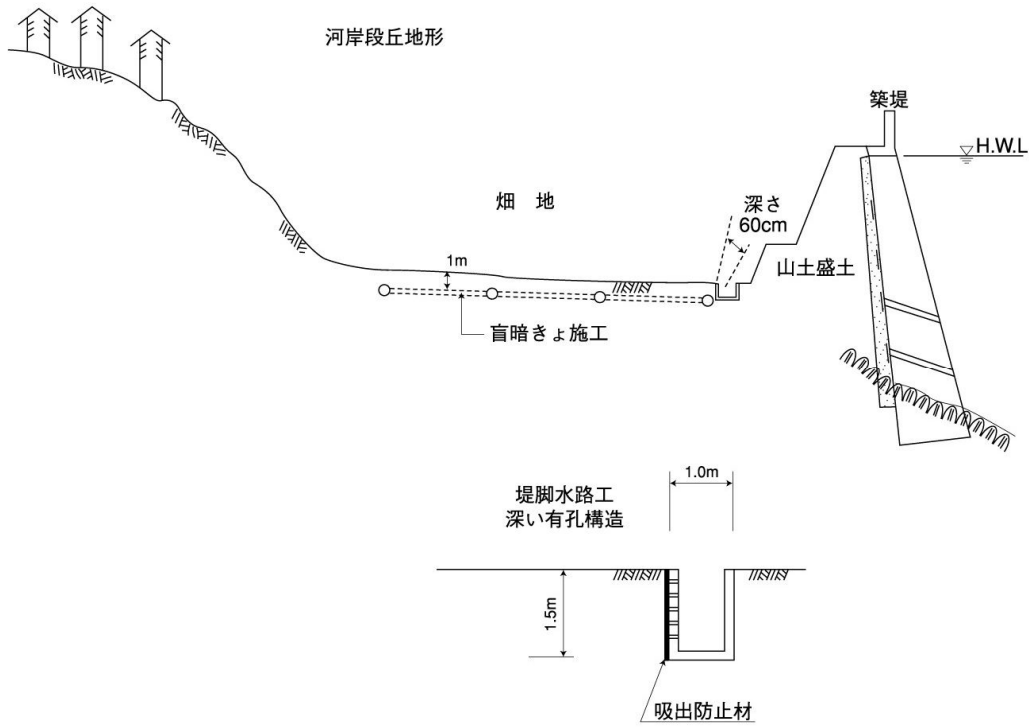 河岸段丘地形
築堤
H.W.L
畑 地
深さ
60cm
山土盛土
1m
盲暗きょ施工
堤脚水路工
深い有孔構造
1.0m
1.5m
吸出防止材